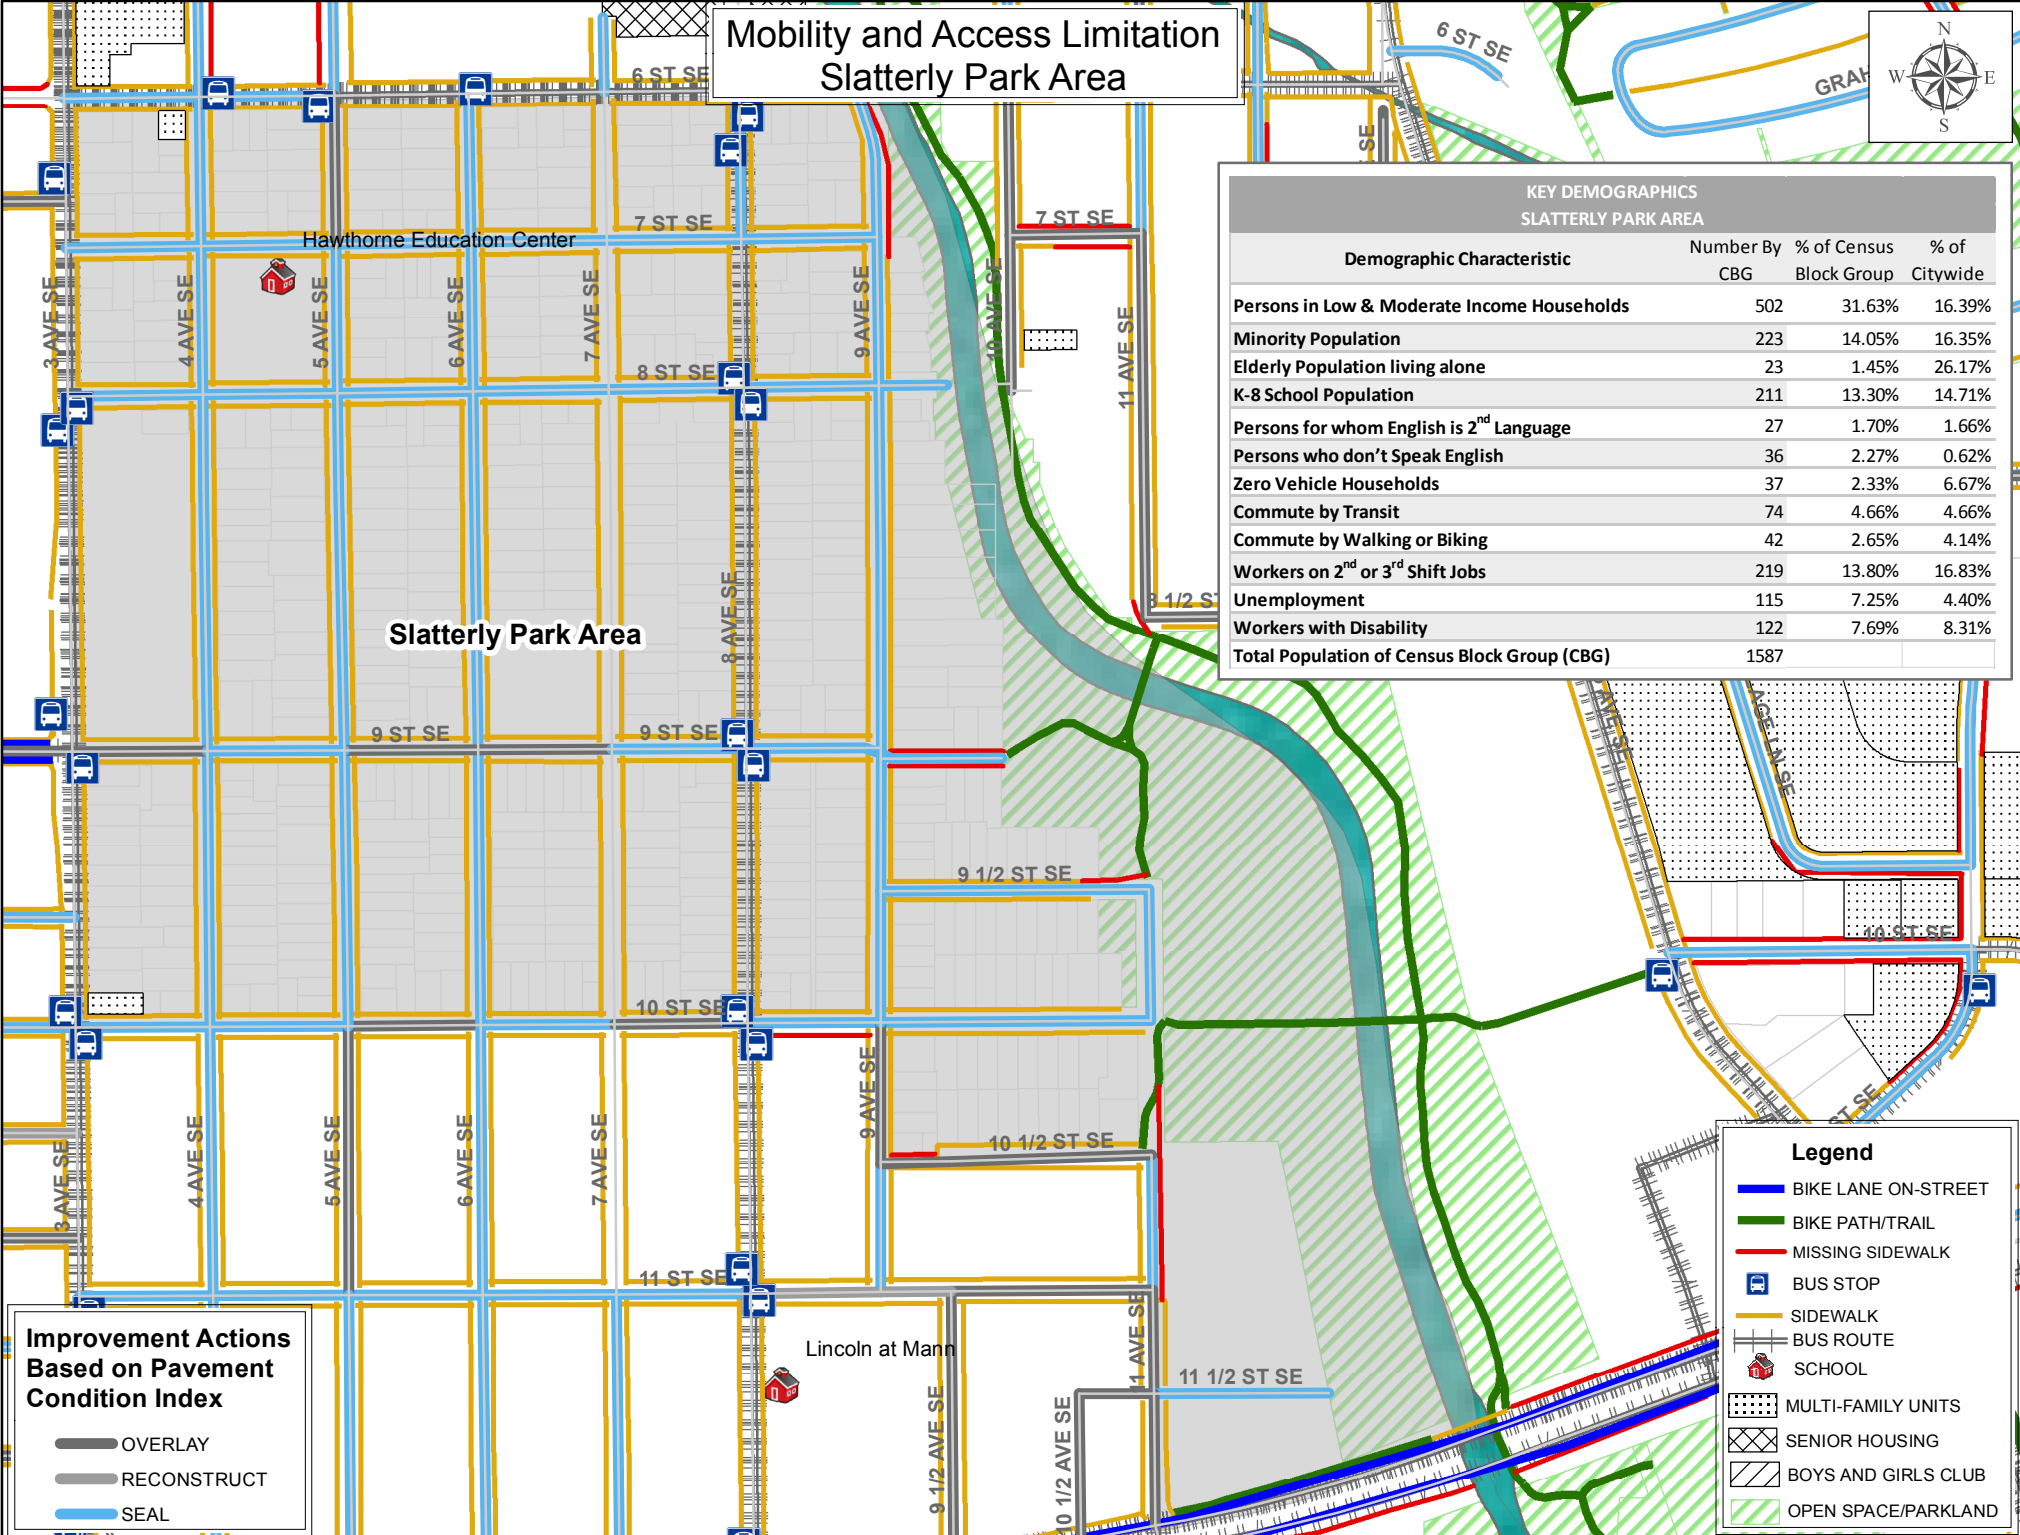 Mobility and Access Limitation
Slatterly Park Area
6 ST SE
6 ST SE
N
W E
S
KEY DEMOGRAPHICS
SLATTERLY PARK AREA
Demographic Characteristic Number By CBG % of Census Block Group % of Citywide
Persons in Low & Moderate Income Households 502 31.63% 16.39%
Minority Population 223 14.05% 16.35%
Elderly Population living alone 23 1.45% 26.17%
K-8 School Population 211 13.30% 14.71%
Persons for whom English is 2nd Language 27 1.70% 1.66%
Persons who don't Speak English 36 2.27% 0.62%
Zero Vehicle Households 37 2.33% 6.67%
Commute by Transit 74 4.66% 4.66%
Commute by Walking or Biking 42 2.65% 4.14%
Workers on 2nd or 3rd Shift Jobs 219 13.80% 16.83%
Unemployment 115 7.25% 4.40%
Workers with Disability 122 7.69% 8.31%
Total Population of Census Block Group (CBG) 1587
7 ST SE
7 ST SE
Hawthorne Education Center
3 AVE SE
4 AVE SE
5 AVE SE
6 AVE SE
7 AVE SE
9 AVE SE
10 AVE SE
11 AVE SE
8 ST SE
8 AVE SE
Slatterly Park Area
9 ST SE
9 ST SE
9 1/2 ST SE
10 ST SE
10 ST SE
3 AVE SE
4 AVE SE
5 AVE SE
6 AVE SE
7 AVE SE
9 AVE SE
10 1/2 ST SE
11 ST SE
11 AVE SE
Lincoln at Mann
11 1/2 ST SE
9 1/2 AVE SE
10 1/2 AVE SE
Improvement Actions
Based on Pavement
Condition Index
OVERLAY
RECONSTRUCT
SEAL
Legend
BIKE LANE ON-STREET
BIKE PATH/TRAIL
MISSING SIDEWALK
BUS STOP
SIDEWALK
BUS ROUTE
SCHOOL
MULTI-FAMILY UNITS
SENIOR HOUSING
BOYS AND GIRLS CLUB
OPEN SPACE/PARKLAND